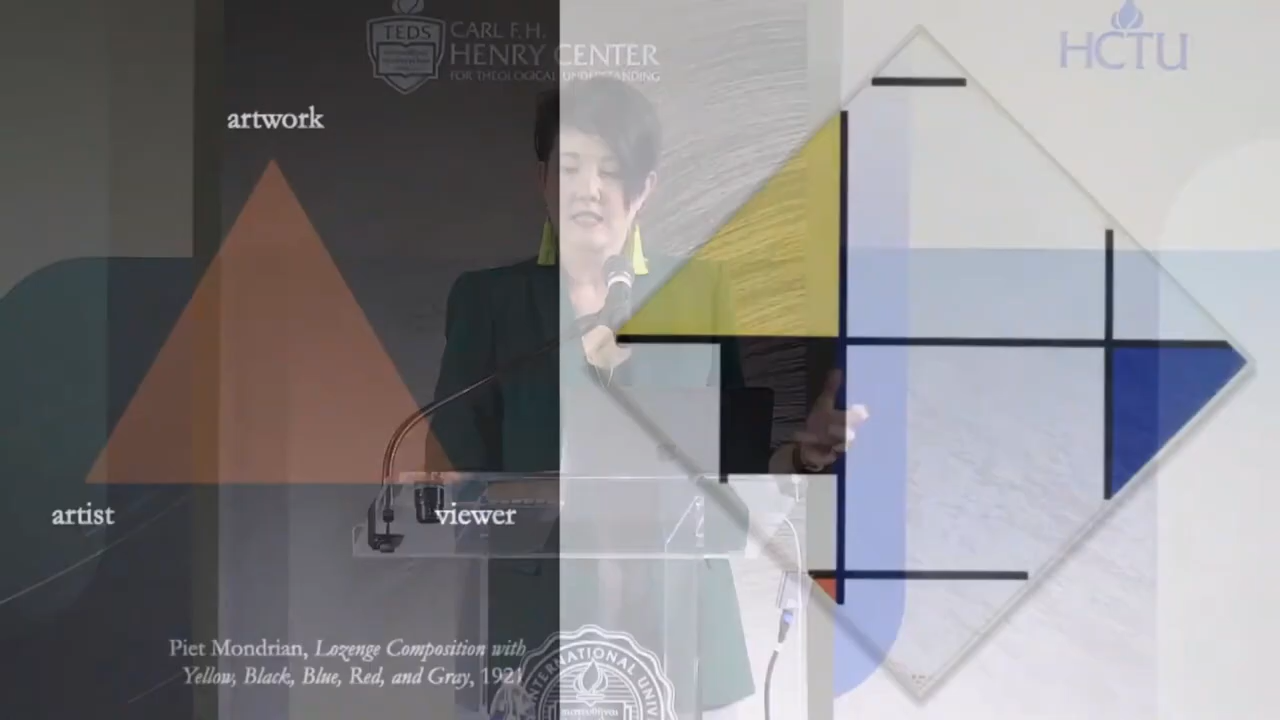 TEDS
CARL F.H.
HENRY CENTER
FOR THEOLOGICAL UNDERSTANDING
HCTU
artwork
artist
viewer
Piet Mondrian, Lozenge Composition with
Yellow, Black, Blue, Red, and Gray, 1921
INTERNATIONAL UNIV